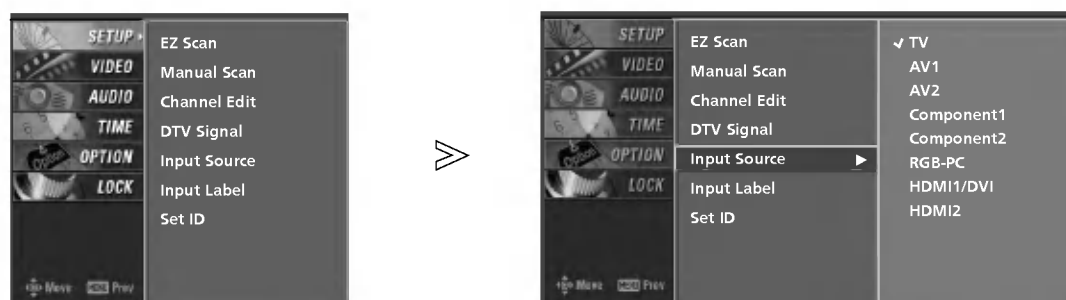 SETUP
VIDEO
AUDIO
TIME
OPTION
LOCK
EZ Scan
Manual Scan
Channel Edit
DTV Signal
Input Source
Input Label
Set ID
Move MENU Prev
SETUP
VIDEO
AUDIO
TIME
OPTION
LOCK
EZ Scan
Manual Scan
Channel Edit
DTV Signal
Input Source
Input Label
Set ID
TV
AV1
AV2
Component1
Component2
RGB-PC
HDMI1/DVI
HDMI2
Move MENU Prev